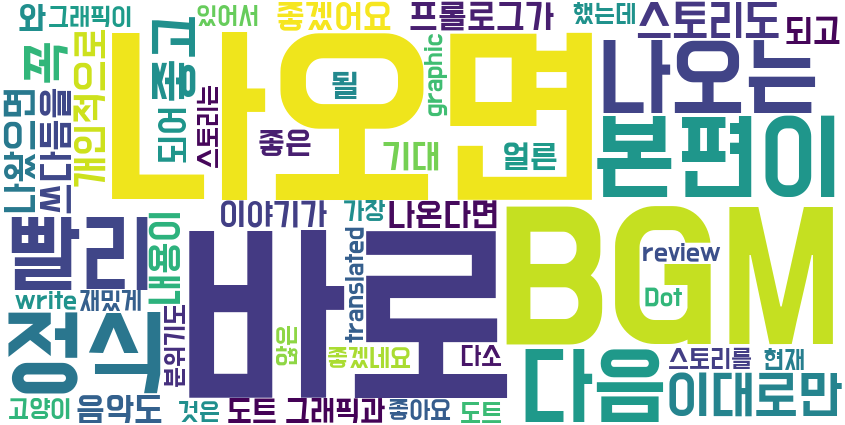 와
그래픽이
있어서
좋겠어요
프롤로그가
했는데
스토리도
되고
개인적으로
좋고
될
graphic
나오면
나오는
나왔으면
쓰다듬을
되어
스토리는
좋은
기대
얼른
본편이
빨리
내용이
이야기가
가장
나온다면
바로
BGM
review
Dot
write
재밌게
translated
정식
분위기도
좋겠네요
다소
다음
스토리를
현재
이대로만
고양이
음악도
것은
도트
그래픽과
좋아요
도트